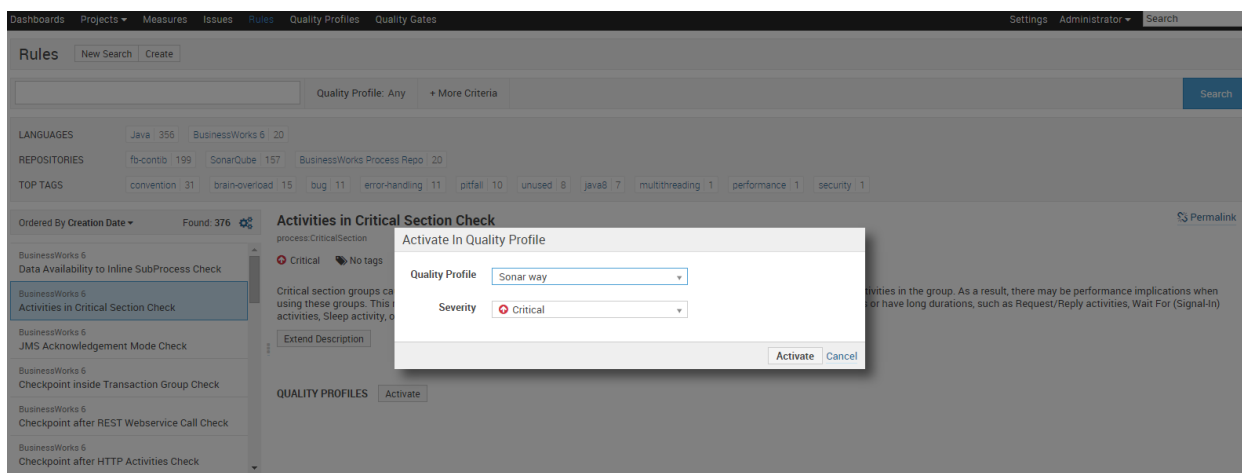 Dashboards Projects Measures Issues Rules Quality Profiles Quality Gates Settings Administrator Search
Rules New Search Create
Quality Profile: Any + More Criteria Search
LANGUAGES Java 356 BusinessWorks 6 20
REPOSITORIES fb-contib 199 SonarQube 157 BusinessWorks Process Repo 20
TOP TAGS convention 31 brain-overload 15 bug 11 error-handling 11 pitfall 10 unused 8 java8 7 multithreading 1 performance 1 security 1
Ordered By Creation Date Found: 376
BusinessWorks 6
Data Availability to Inline SubProcess Check
BusinessWorks 6
Activities in Critical Section Check
BusinessWorks 6
JMS Acknowledgement Mode Check
BusinessWorks 6
Checkpoint inside Transaction Group Check
BusinessWorks 6
Checkpoint after REST Webservice Call Check
BusinessWorks 6
Checkpoint after HTTP Activities Check
Activities in Critical Section Check Permalink
process:CriticalSection
Critical No tags
Critical section groups ca tivities in the group. As a result, there may be performance implications when
using these groups. This or have long durations, such as Request/Reply activities, Wait For (Signal-In)
activities, Sleep activity, o
Extend Description
QUALITY PROFILES Activate
Activate In Quality Profile
Quality Profile Sonar way
Severity Critical
Activate Cancel